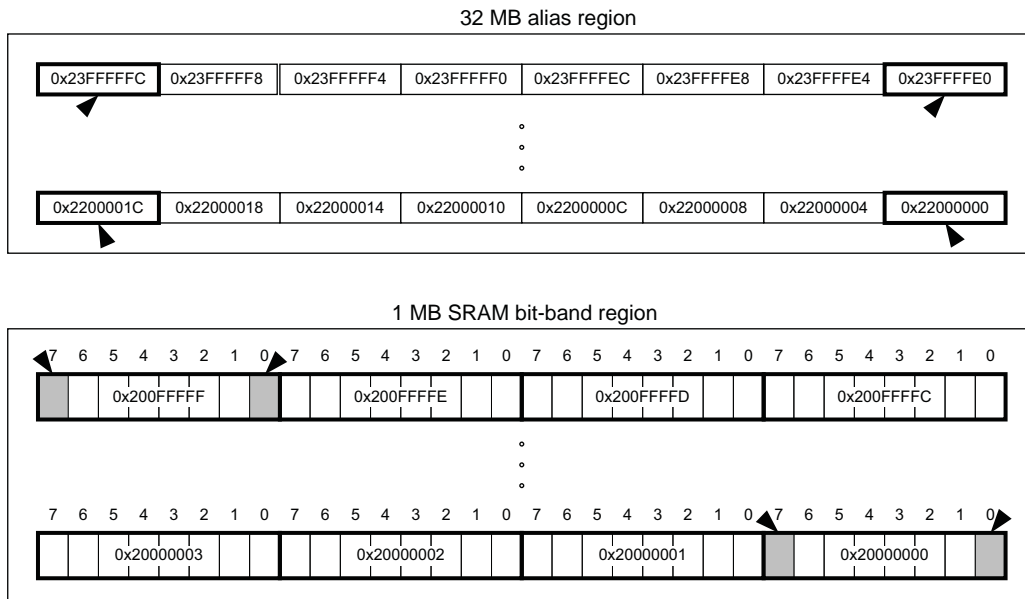 32 MB alias region
0x23FFFFFC 0x23FFFFF8 0x23FFFFF4 0x23FFFFF0 0x23FFFFEC 0x23FFFFE8 0x23FFFFE4 0x23FFFFE0
0x2200001C 0x22000018 0x22000014 0x22000010 0x2200000C 0x22000008 0x22000004 0x22000000
1 MB SRAM bit-band region
7 6 5 4 3 2 1 0 7 6 5 4 3 2 1 0 7 6 5 4 3 2 1 0 7 6 5 4 3 2 1 0
0x200FFFFF 0x200FFFFE 0x200FFFFD 0x200FFFFC
7 6 5 4 3 2 1 0 7 6 5 4 3 2 1 0 7 6 5 4 3 2 1 0 7 6 5 4 3 2 1 0
0x20000003 0x20000002 0x20000001 0x20000000